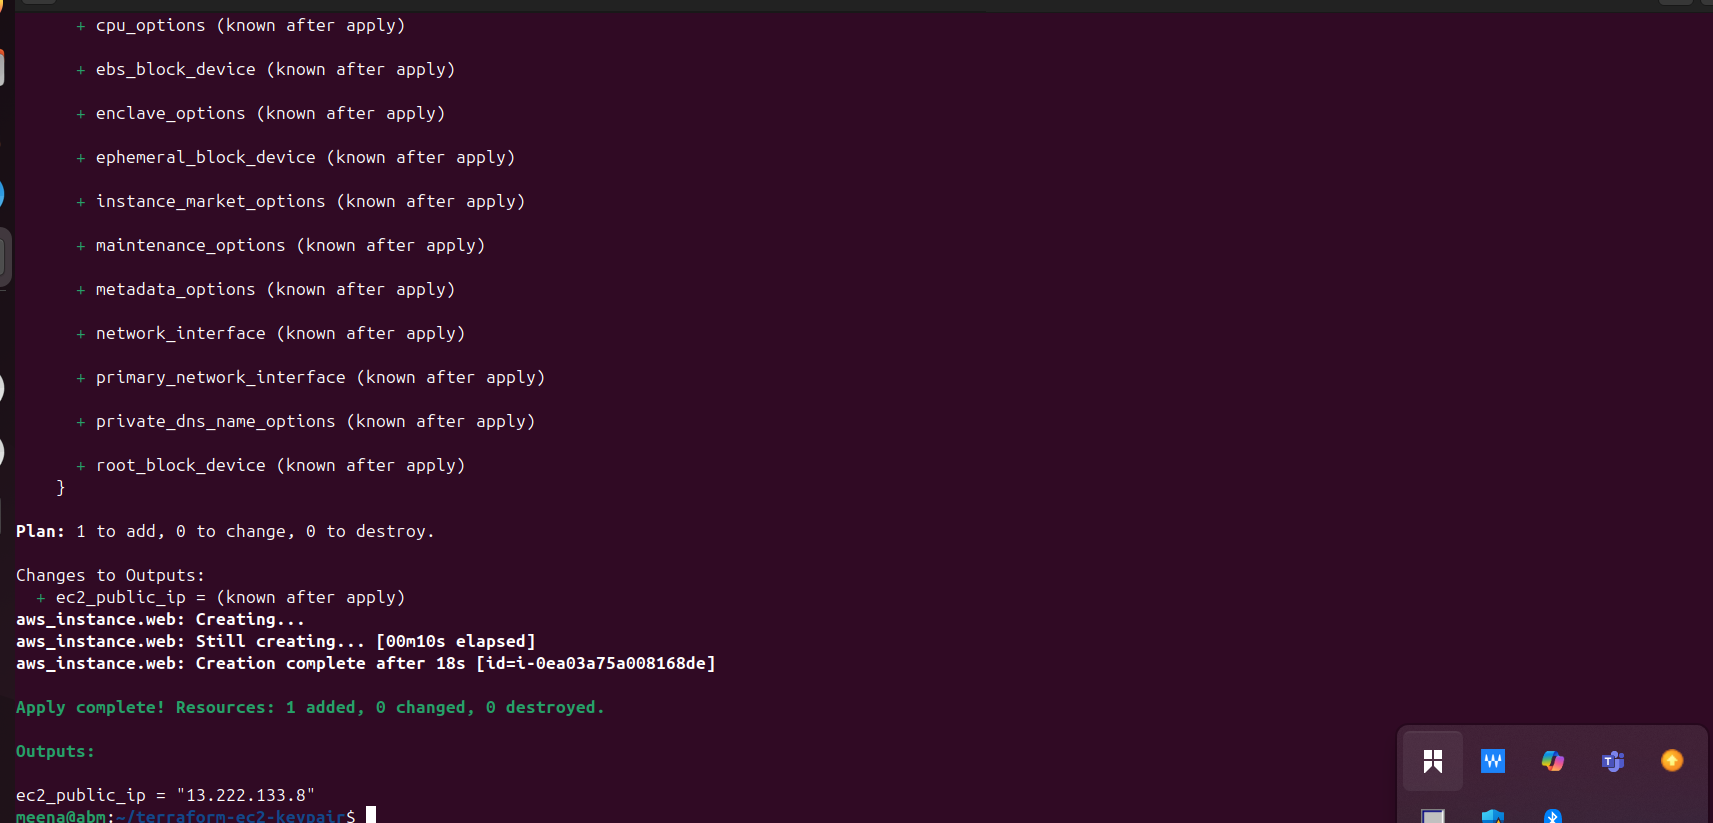 + cpu_options (known after apply)
+ ebs_block_device (known after apply)
+ enclave_options (known after apply)
+ ephemeral_block_device (known after apply)
+ instance_market_options (known after apply)
+ maintenance_options (known after apply)
+ metadata_options (known after apply)
+ network_interface (known after apply)
+ primary_network_interface (known after apply)
+ private_dns_name_options (known after apply)
+ root_block_device (known after apply)
}
Plan: 1 to add, 0 to change, 0 to destroy.
Changes to Outputs:
+ ec2_public_ip = (known after apply)
aws_instance.web: Creating...
aws_instance.web: Still creating... [00m10s elapsed]
aws_instance.web: Creation complete after 18s [id=i-0ea03a75a008168de]
Apply complete! Resources: 1 added, 0 changed, 0 destroyed.
Outputs:
ec2_public_ip = "13.222.133.8"
meena@abm:~/terraform-ec2-keypair$